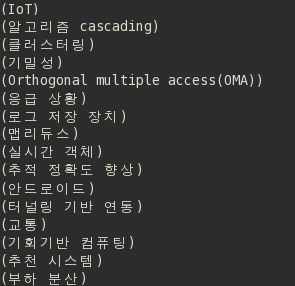 (IoT)
(알고리즘 cascading)
(클러스터링)
(기밀성)
(Orthogonal multiple access(OMA))
(응급 상황)
(로그 저장 장치)
(맵리듀스)
(실시간 객체)
(추적 정확도 향상)
(안드로이드)
(터널링 기반 연동)
(교통)
(기회기반 컴퓨팅)
(추천 시스템)
(부하 분산)